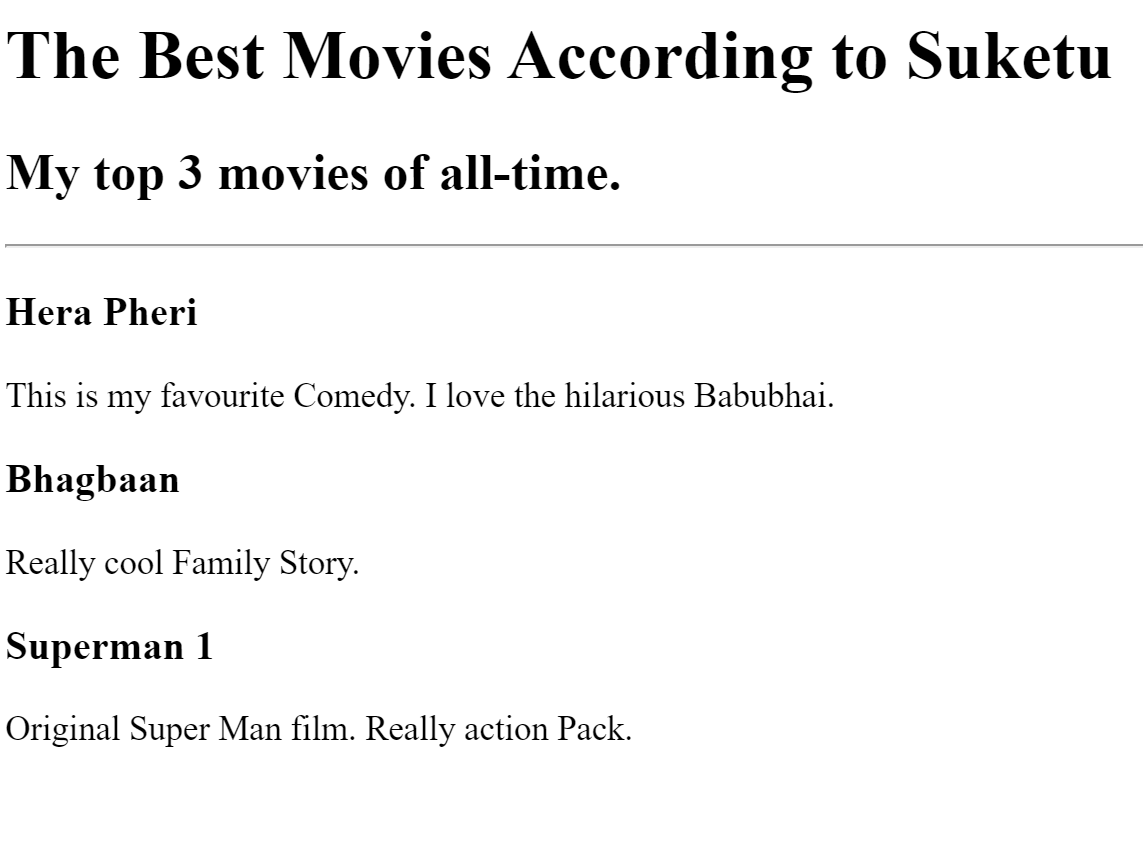 The Best Movies According to Suketu
My top 3 movies of all-time.
Hera Pheri
This is my favourite Comedy. I love the hilarious Babubhai.
Bhagbaan
Really cool Family Story.
Superman 1
Original Super Man film. Really action Pack.